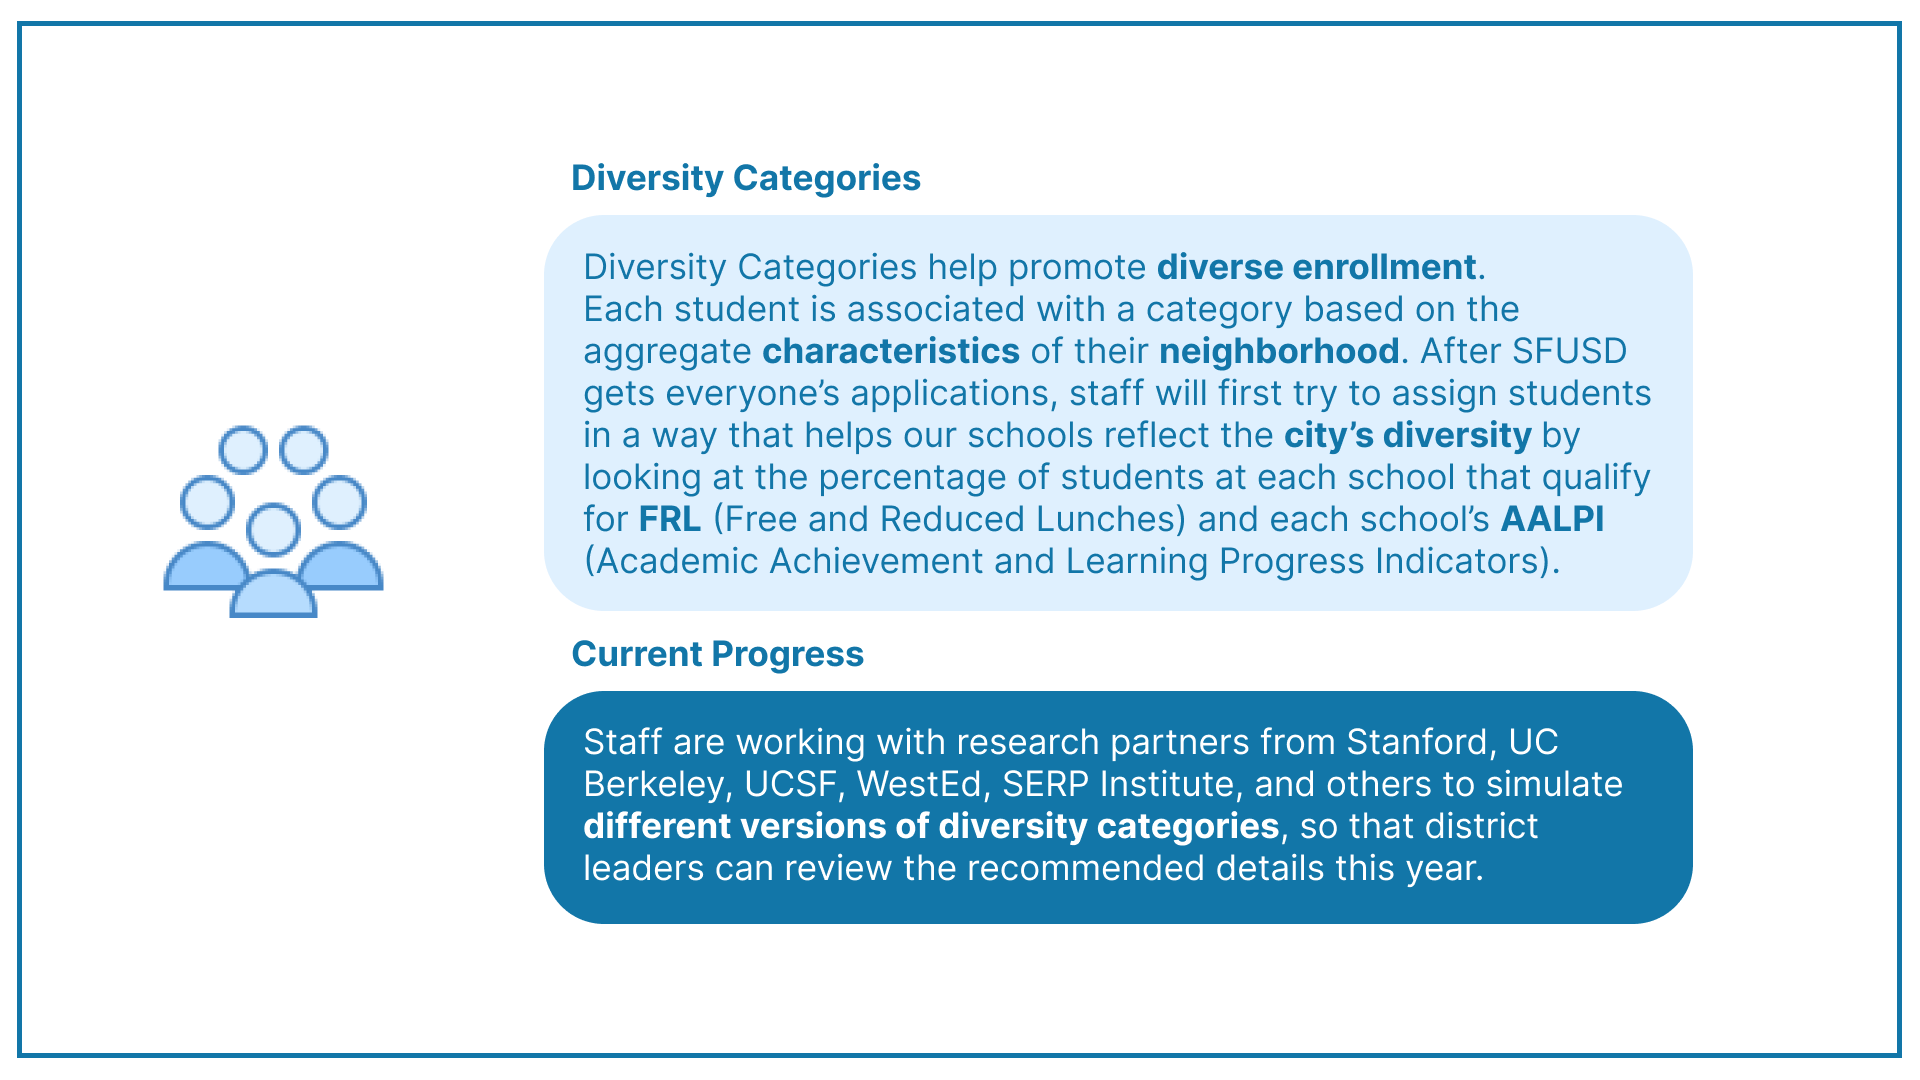 Diversity Categories
Diversity Categories help promote diverse enrollment.
Each student is associated with a category based on the
aggregate characteristics of their neighborhood. After SFUSD
gets everyone’s applications, staff will first try to assign students
in a way that helps our schools reflect the city’s diversity by
looking at the percentage of students at each school that qualify
for FRL (Free and Reduced Lunches) and each school’s AALPI
(Academic Achievement and Learning Progress Indicators).
Current Progress
Staff are working with research partners from Stanford, UC
Berkeley, UCSF, WestEd, SERP Institute, and others to simulate
different versions of diversity categories, so that district
leaders can review the recommended details this year.